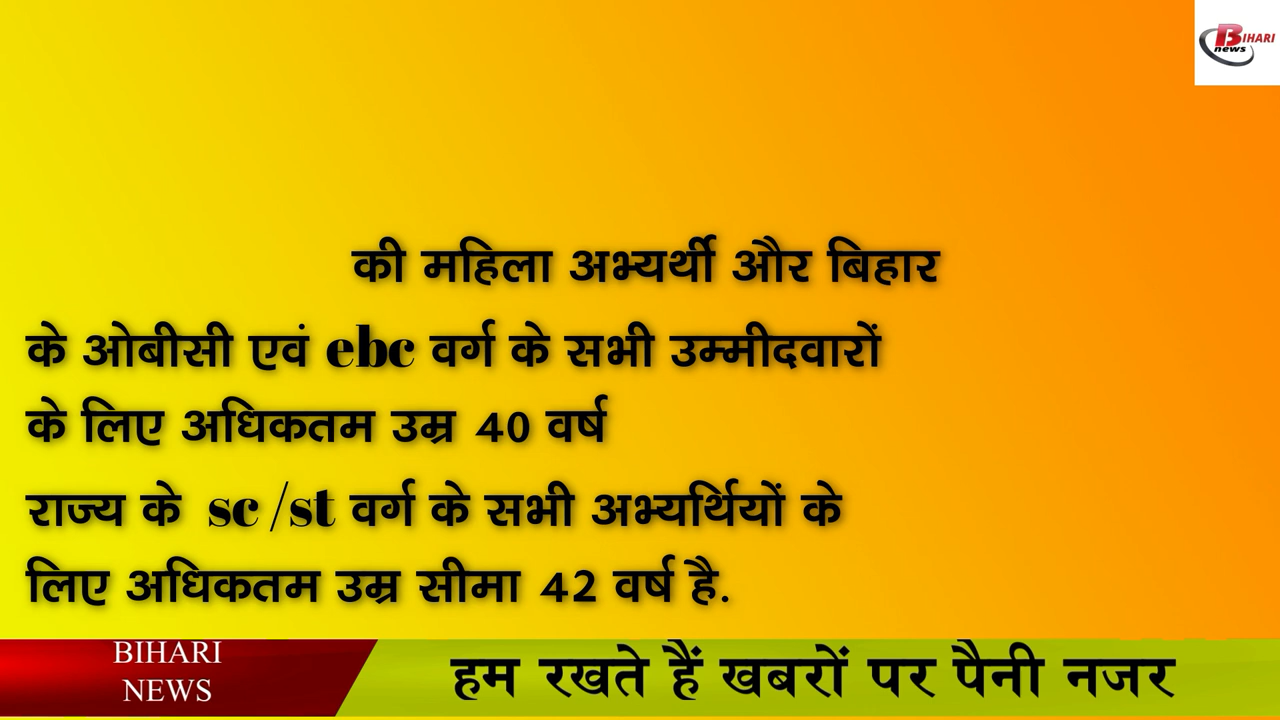 BIHARI
news
की महिला अभ्यर्थी और बिहार
के ओबीसी एवं ebc वर्ग के सभी उम्मीदवारों
के लिए अधिकतम उम्र 40 वर्ष
राज्य के sc /st वर्ग के सभी अभ्यर्थियों के
लिए अधिकतम उम्र सीमा 42 वर्ष है.
BIHARI
NEWS
हम रखते हैं खबरों पर पैनी नजर